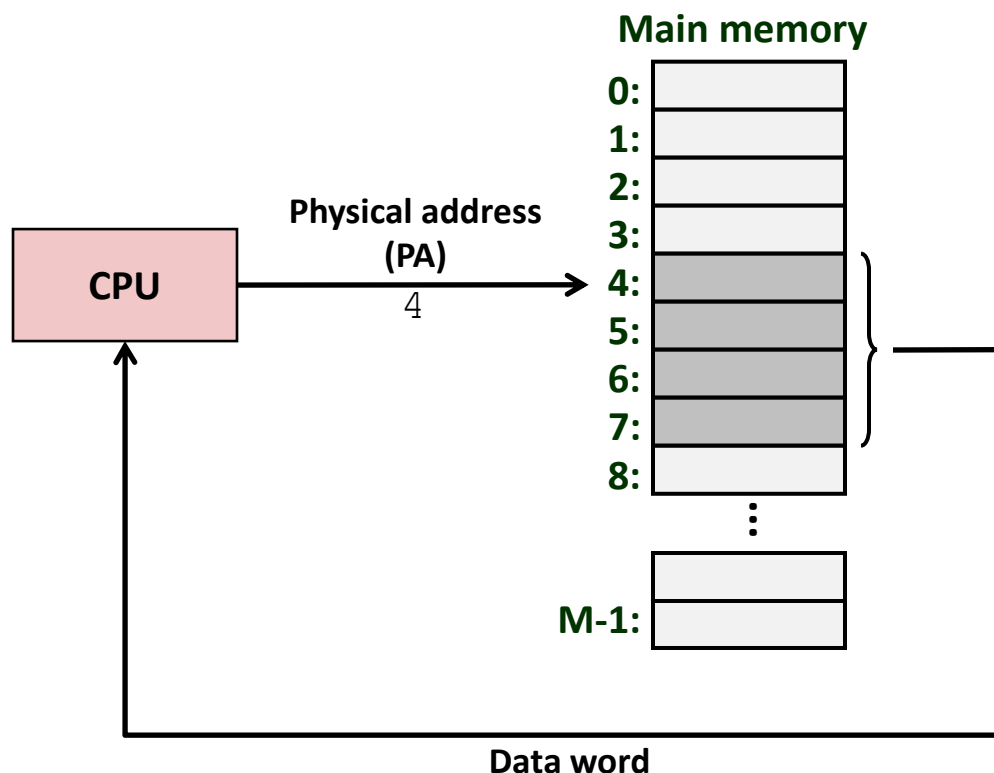 Main memory
0:
1:
2:
3:
Physical address
(PA)
4
CPU
4:
5:
6:
7:
8:
⋮
M-1:
Data word